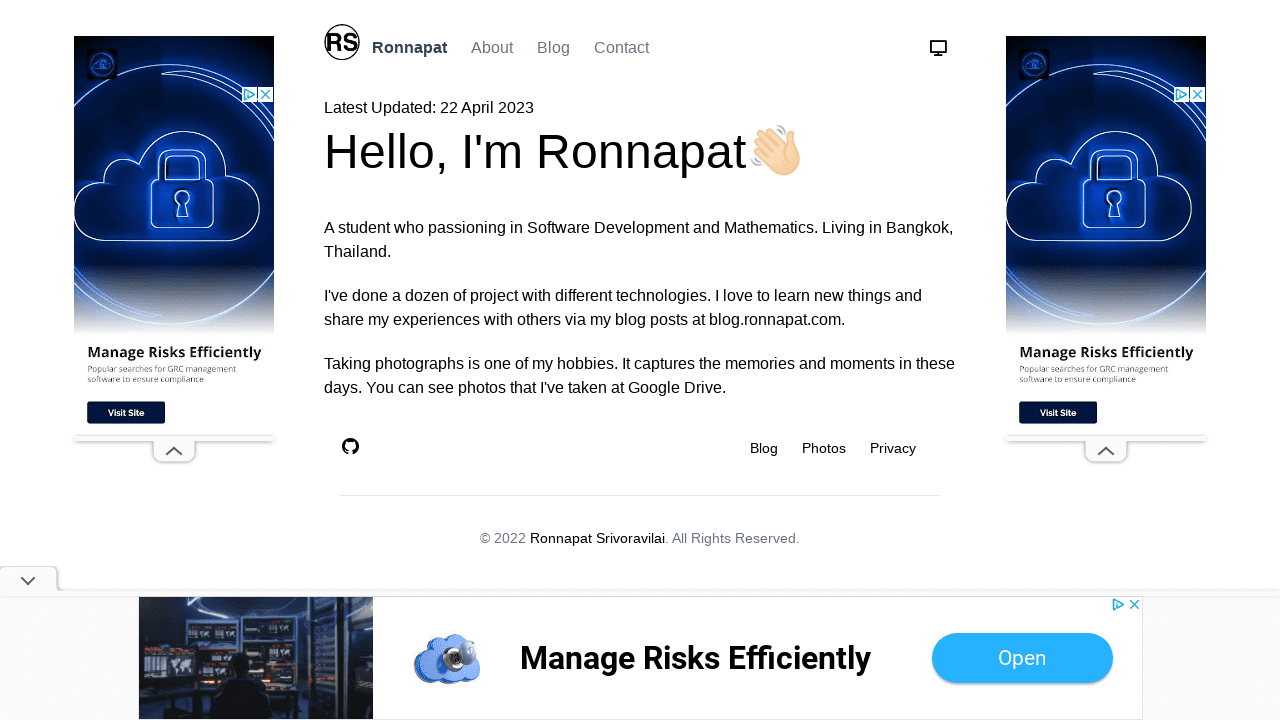 RS Ronnapat About Blog Contact
Latest Updated: 22 April 2023
Hello, I'm Ronnapat👋🏻
A student who passioning in Software Development and Mathematics. Living in Bangkok,
Thailand.
I've done a dozen of project with different technologies. I love to learn new things and
share my experiences with others via my blog posts at blog.ronnapat.com.
Taking photographs is one of my hobbies. It captures the memories and moments in these
days. You can see photos that I've taken at Google Drive.
Blog Photos Privacy
© 2022 Ronnapat Srivoravilai. All Rights Reserved.
Manage Risks Efficiently
Popular searches for GRC management
software to ensure compliance
Visit Site
Manage Risks Efficiently
Popular searches for GRC management
software to ensure compliance
Visit Site
Manage Risks Efficiently
Open